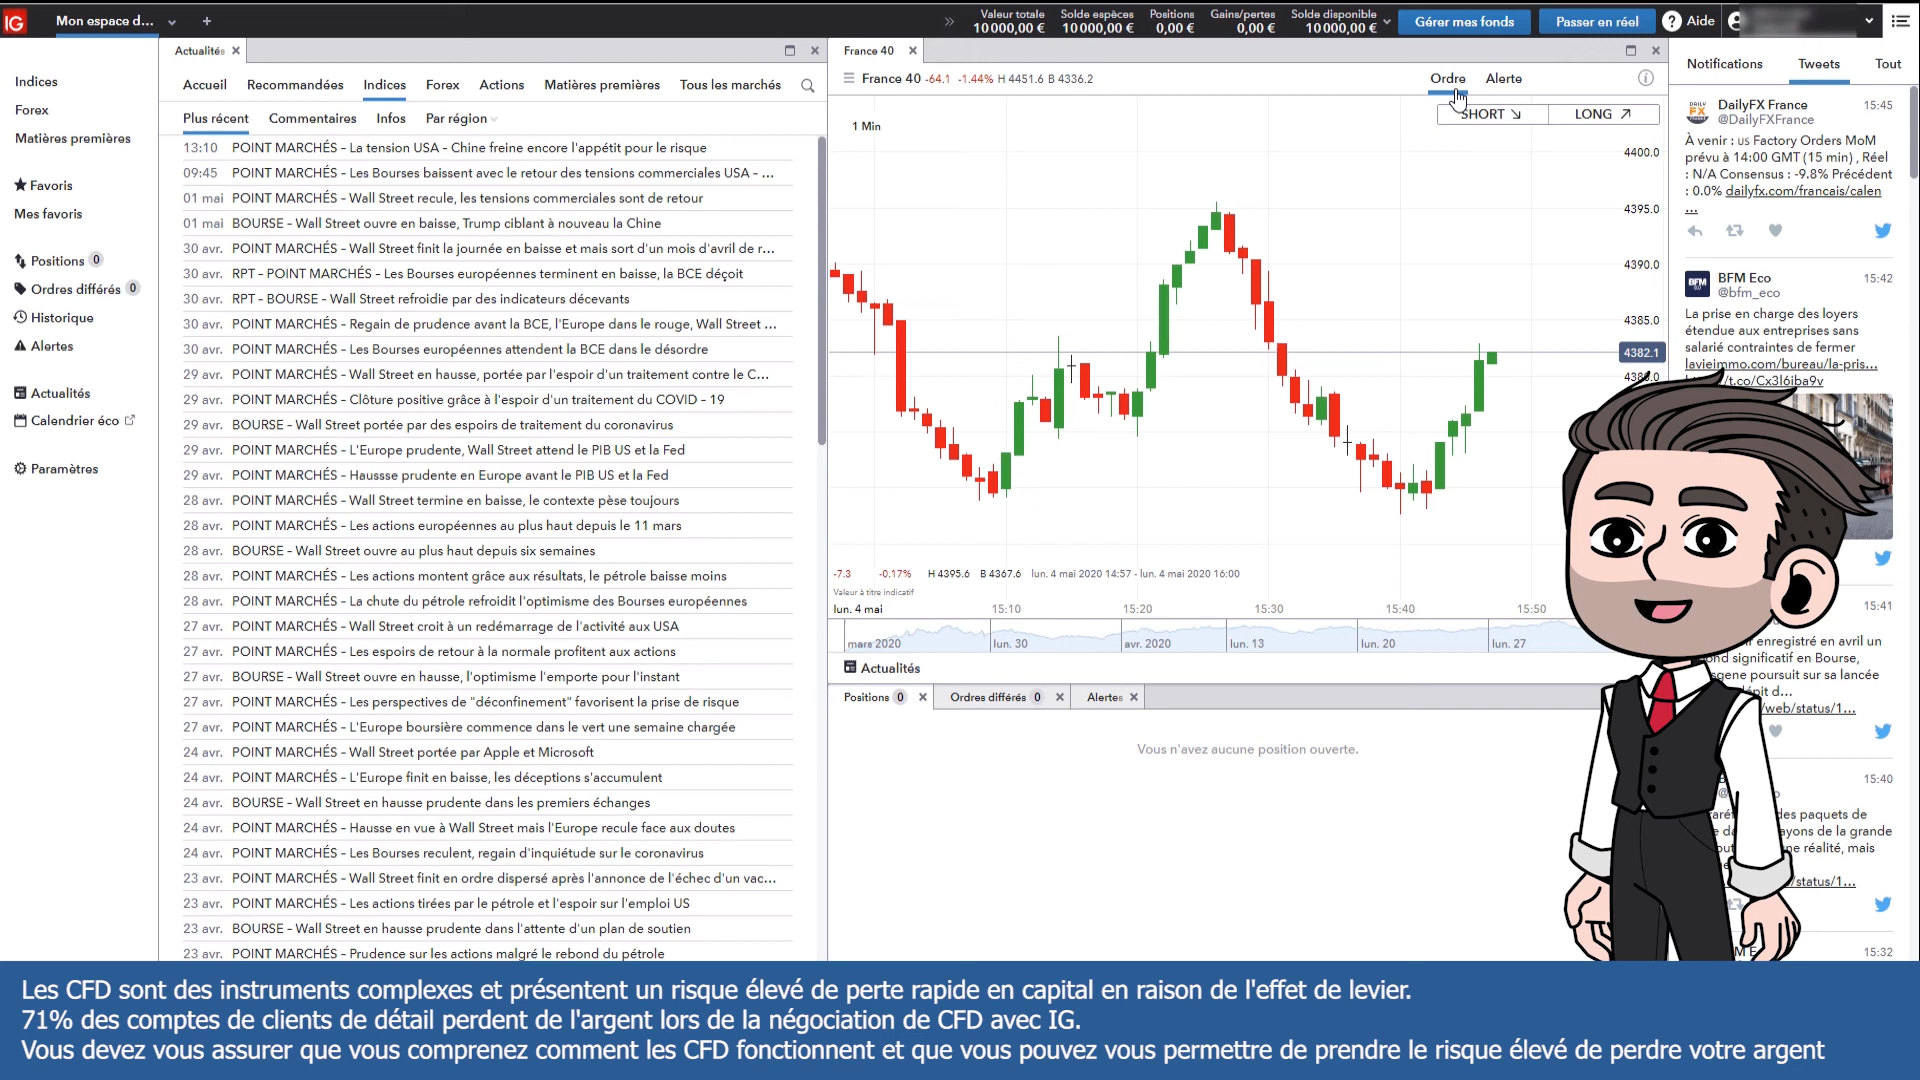 IG
Mon espace d...
Valeur totale
10 000,00 €
Solde espèces
10 000,00 €
Positions
0,00 €
Gains/pertes
0,00 €
Solde disponible
10 000,00 €
Gérer mes fonds
Passer en réel
Aide
Indices
Forex
Matières premières
Favoris
Mes favoris
Positions 0
Ordres différés 0
Historique
Alertes
Actualités
Calendrier éco
Paramètres
Actualités
Accueil Recommandées Indices Forex Actions Matières premières Tous les marchés
Plus récent Commentaires Infos Par région
13:10 POINT MARCHÉS - La tension USA - Chine freine encore l'appétit pour le risque
09:45 POINT MARCHÉS - Les Bourses baissent avec le retour des tensions commerciales USA - ...
01 mai POINT MARCHÉS - Wall Street recule, les tensions commerciales sont de retour
01 mai BOURSE - Wall Street ouvre en baisse, Trump ciblant à nouveau la Chine
30 avr. POINT MARCHÉS - Wall Street finit la journée en baisse et mais sort d'un mois d'avril de r...
30 avr. RPT - POINT MARCHÉS - Les Bourses européennes terminent en baisse, la BCE déçoit
30 avr. RPT - BOURSE - Wall Street refroidie par des indicateurs décevants
30 avr. POINT MARCHÉS - Regain de prudence avant la BCE, l'Europe dans le rouge, Wall Street ...
30 avr. POINT MARCHÉS - Les Bourses européennes attendent la BCE dans le désordre
29 avr. POINT MARCHÉS - Wall Street en hausse, portée par l'espoir d'un traitement contre le C...
29 avr. POINT MARCHÉS - Clôture positive grâce à l'espoir d'un traitement du COVID - 19
29 avr. BOURSE - Wall Street portée par des espoirs de traitement du coronavirus
29 avr. POINT MARCHÉS - L'Europe prudente, Wall Street attend le PIB US et la Fed
29 avr. POINT MARCHÉS - Haussse prudente en Europe avant le PIB US et la Fed
28 avr. POINT MARCHÉS - Wall Street termine en baisse, le contexte pèse toujours
28 avr. POINT MARCHÉS - Les actions européennes au plus haut depuis le 11 mars
28 avr. BOURSE - Wall Street ouvre au plus haut depuis six semaines
28 avr. POINT MARCHÉS - Les actions montent grâce aux résultats, le pétrole baisse moins
28 avr. POINT MARCHÉS - La chute du pétrole refroidit l'optimisme des Bourses européennes
27 avr. POINT MARCHÉS - Wall Street croit à un redémarrage de l'activité aux USA
27 avr. POINT MARCHÉS - Les espoirs de retour à la normale profitent aux actions
27 avr. BOURSE - Wall Street ouvre en hausse, l'optimisme l'emporte pour l'instant
27 avr. POINT MARCHÉS - Les perspectives de "déconfinement" favorisent la prise de risque
27 avr. POINT MARCHÉS - L'Europe boursière commence dans le vert une semaine chargée
24 avr. POINT MARCHÉS - Wall Street portée par Apple et Microsoft
24 avr. POINT MARCHÉS - L'Europe finit en baisse, les déceptions s'accumulent
24 avr. BOURSE - Wall Street en hausse prudente dans les premiers échanges
24 avr. POINT MARCHÉS - Hausse en vue à Wall Street mais l'Europe recule face aux doutes
24 avr. POINT MARCHÉS - Les Bourses reculent, regain d'inquiétude sur le coronavirus
23 avr. POINT MARCHÉS - Wall Street finit en ordre dispersé après l'annonce de l'échec d'un vac...
23 avr. POINT MARCHÉS - Les actions tirées par le pétrole et l'espoir sur l'emploi US
23 avr. BOURSE - Wall Street en hausse prudente dans l'attente d'un plan de soutien
23 avr. POINT MARCHÉS - Prudence sur les actions malgré le rebond du pétrole
France 40
France 40 -64.1 -1.44% H 4451.6 B 4336.2
Ordre Alerte
SHORT LONG
1 Min
4400.0
4395.0
4390.0
4385.0
4382.1
4380.0
-7.3 -0.17% H 4395.6 B 4367.6 lun. 4 mai 2020 14:57 - lun. 4 mai 2020 16:00
Valeur à titre indicatif
lun. 4 mai 15:10 15:20 15:30 15:40 15:50
mars 2020 lun. 30 avr. 2020 lun. 13 lun. 20 lun. 27
Actualités
Positions 0 Ordres différés 0 Alertes
Vous n'avez aucune position ouverte.
Notifications Tweets Tout
DailyFX France 15:45
@DailyFXFrance
À venir : us Factory Orders MoM
prévu à 14:00 GMT (15 min) , Réel
: N/A Consensus : -9.8% Précédent
: 0.0% dailyfx.com/francais/calen
...
BFM Eco 15:42
@bfm_eco
La prise en charge des loyers
étendue aux entreprises sans
salarié contraintes de fermer
lavieimmo.com/bureau/la-pris...
t.co/Cx3l6iba9v
15:41
enregistré en avril un
significatif en Bourse,
poursuit sur sa lancée
d...
/web/status/1...
15:40
des paquets de
de la grande
réalité, mais
/status/1...
15:32
Les CFD sont des instruments complexes et présentent un risque élevé de perte rapide en capital en raison de l'effet de levier.
71% des comptes de clients de détail perdent de l'argent lors de la négociation de CFD avec IG.
Vous devez vous assurer que vous comprenez comment les CFD fonctionnent et que vous pouvez vous permettre de prendre le risque élevé de perdre votre argent